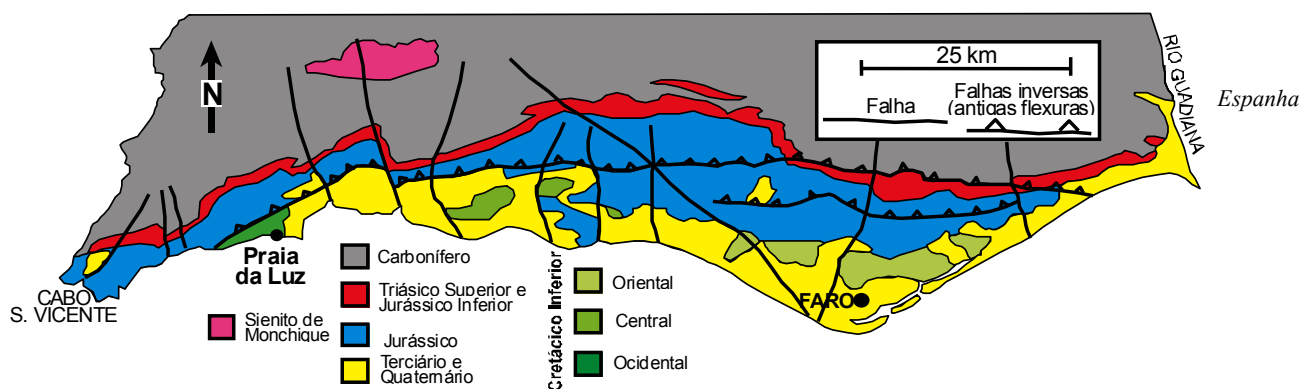 N
25 km
Falha
Falhas inversas
(antigas flexuras)
RIO GUADIANA
Espanha
Praia
da Luz
CABO
S. VICENTE
FARO
Sienito de
Monchique
Carbonífero
Triásico Superior e
Jurássico Inferior
Jurássico
Terciário e
Quaternário
Cretácico Inferior
Oriental
Central
Ocidental